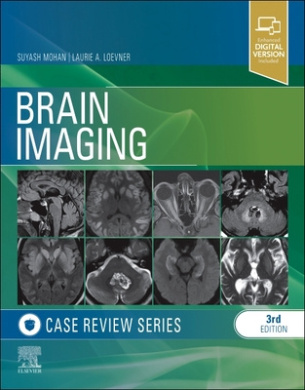 SUYASH MOHAN | LAURIE A. LOEVNER
Enhanced
DIGITAL
VERSION
Included
BRAIN
IMAGING
CASE REVIEW SERIES
3rd
EDITION
ELSEVIER